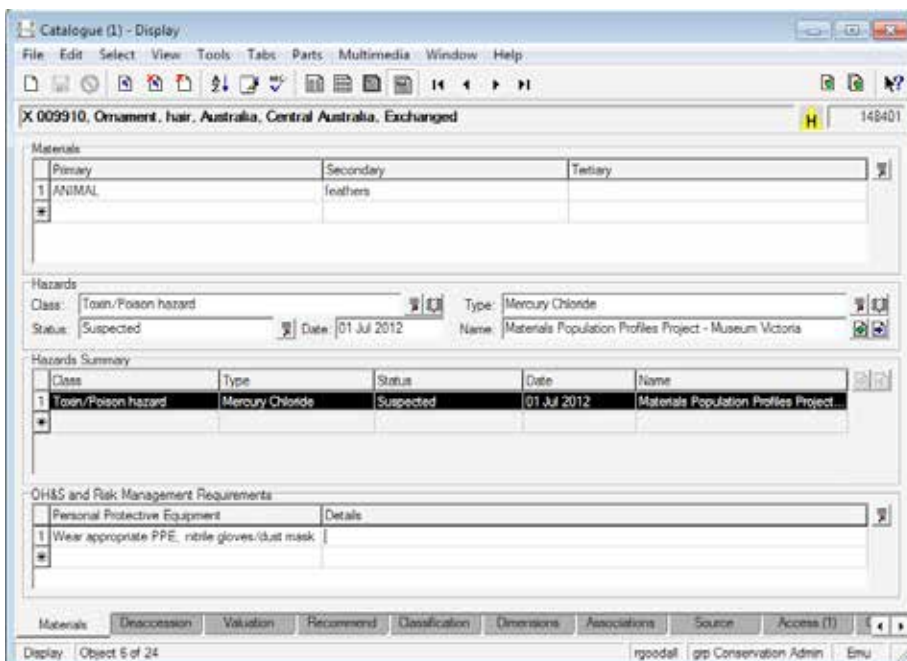 Catalogue (1) - Display
File Edit Select View Tools Tabs Parts Multimedia Window Help
X 009910, Ornament, hair, Australia, Central Australia, Exchanged H 148401
Materials
Primary Secondary Tertiary
1 ANIMAL feathers
Hazards
Class: Toxin/Poison hazard Type: Mercury Chloride
Status: Suspected Date: 01 Jul 2012 Name: Materials Population Profiles Project - Museum Victoria
Hazards Summary
Class Type Status Date Name
1 Toxin/Poison hazard Mercury Chloride Suspected 01 Jul 2012 Materials Population Profiles Project...
OH&S and Risk Management Requirements
Personal Protective Equipment Details
1 Wear appropriate PPE, nitrile gloves/dust mask
Materials Deaccession Valuation Recommend Classification Dimensions Associations Source Access (1)
Display Object 6 of 24 rgoodall grp Conservation Admin Emu